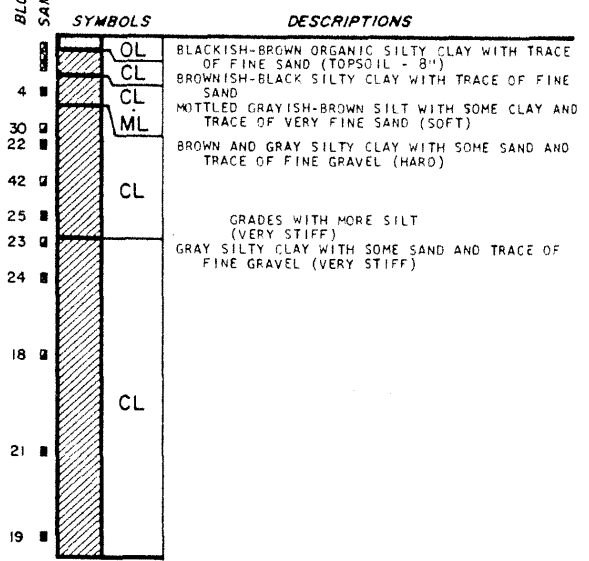 BLO
SAM
SYMBOLS DESCRIPTIONS
OL BLACKISH-BROWN ORGANIC SILTY CLAY WITH TRACE
OF FINE SAND (TOPSOIL - 8")
CL BROWNISH-BLACK SILTY CLAY WITH TRACE OF FINE
SAND
4 CL MOTTLED GRAYISH-BROWN SILT WITH SOME CLAY AND
30 ML TRACE OF VERY FINE SAND (SOFT)
22 BROWN AND GRAY SILTY CLAY WITH SOME SAND AND
TRACE OF FINE GRAVEL (HARD)
42 CL
25 GRADES WITH MORE SILT
(VERY STIFF)
23 GRAY SILTY CLAY WITH SOME SAND AND TRACE OF
FINE GRAVEL (VERY STIFF)
24
18
CL
21
19